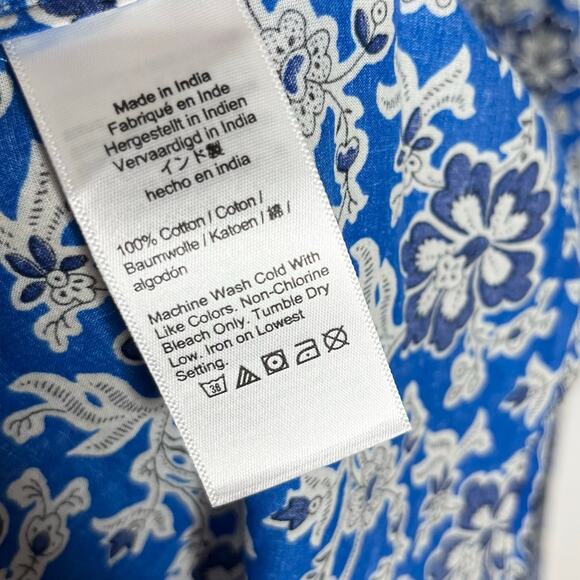 Made in India
Fabriqué en Inde
Hergestellt in Indien
Vervaardigd in India
インド製
hecho en india
100% Cotton / Coton /
Baumwolle / Katoen / 綿 /
algodón
Machine Wash Cold With
Like Colors. Non-Chlorine
Bleach Only. Tumble Dry
Low. Iron on Lowest
Setting.
36